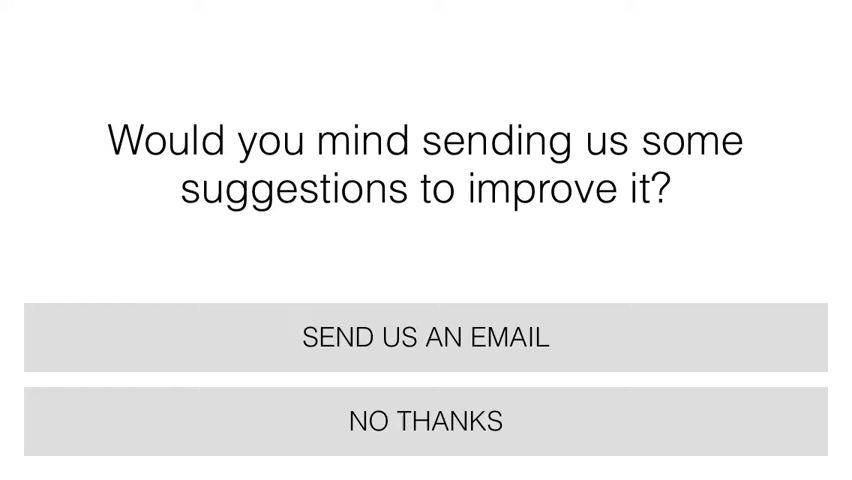 Would you mind sending us some
suggestions to improve it?
SEND US AN EMAIL
NO THANKS